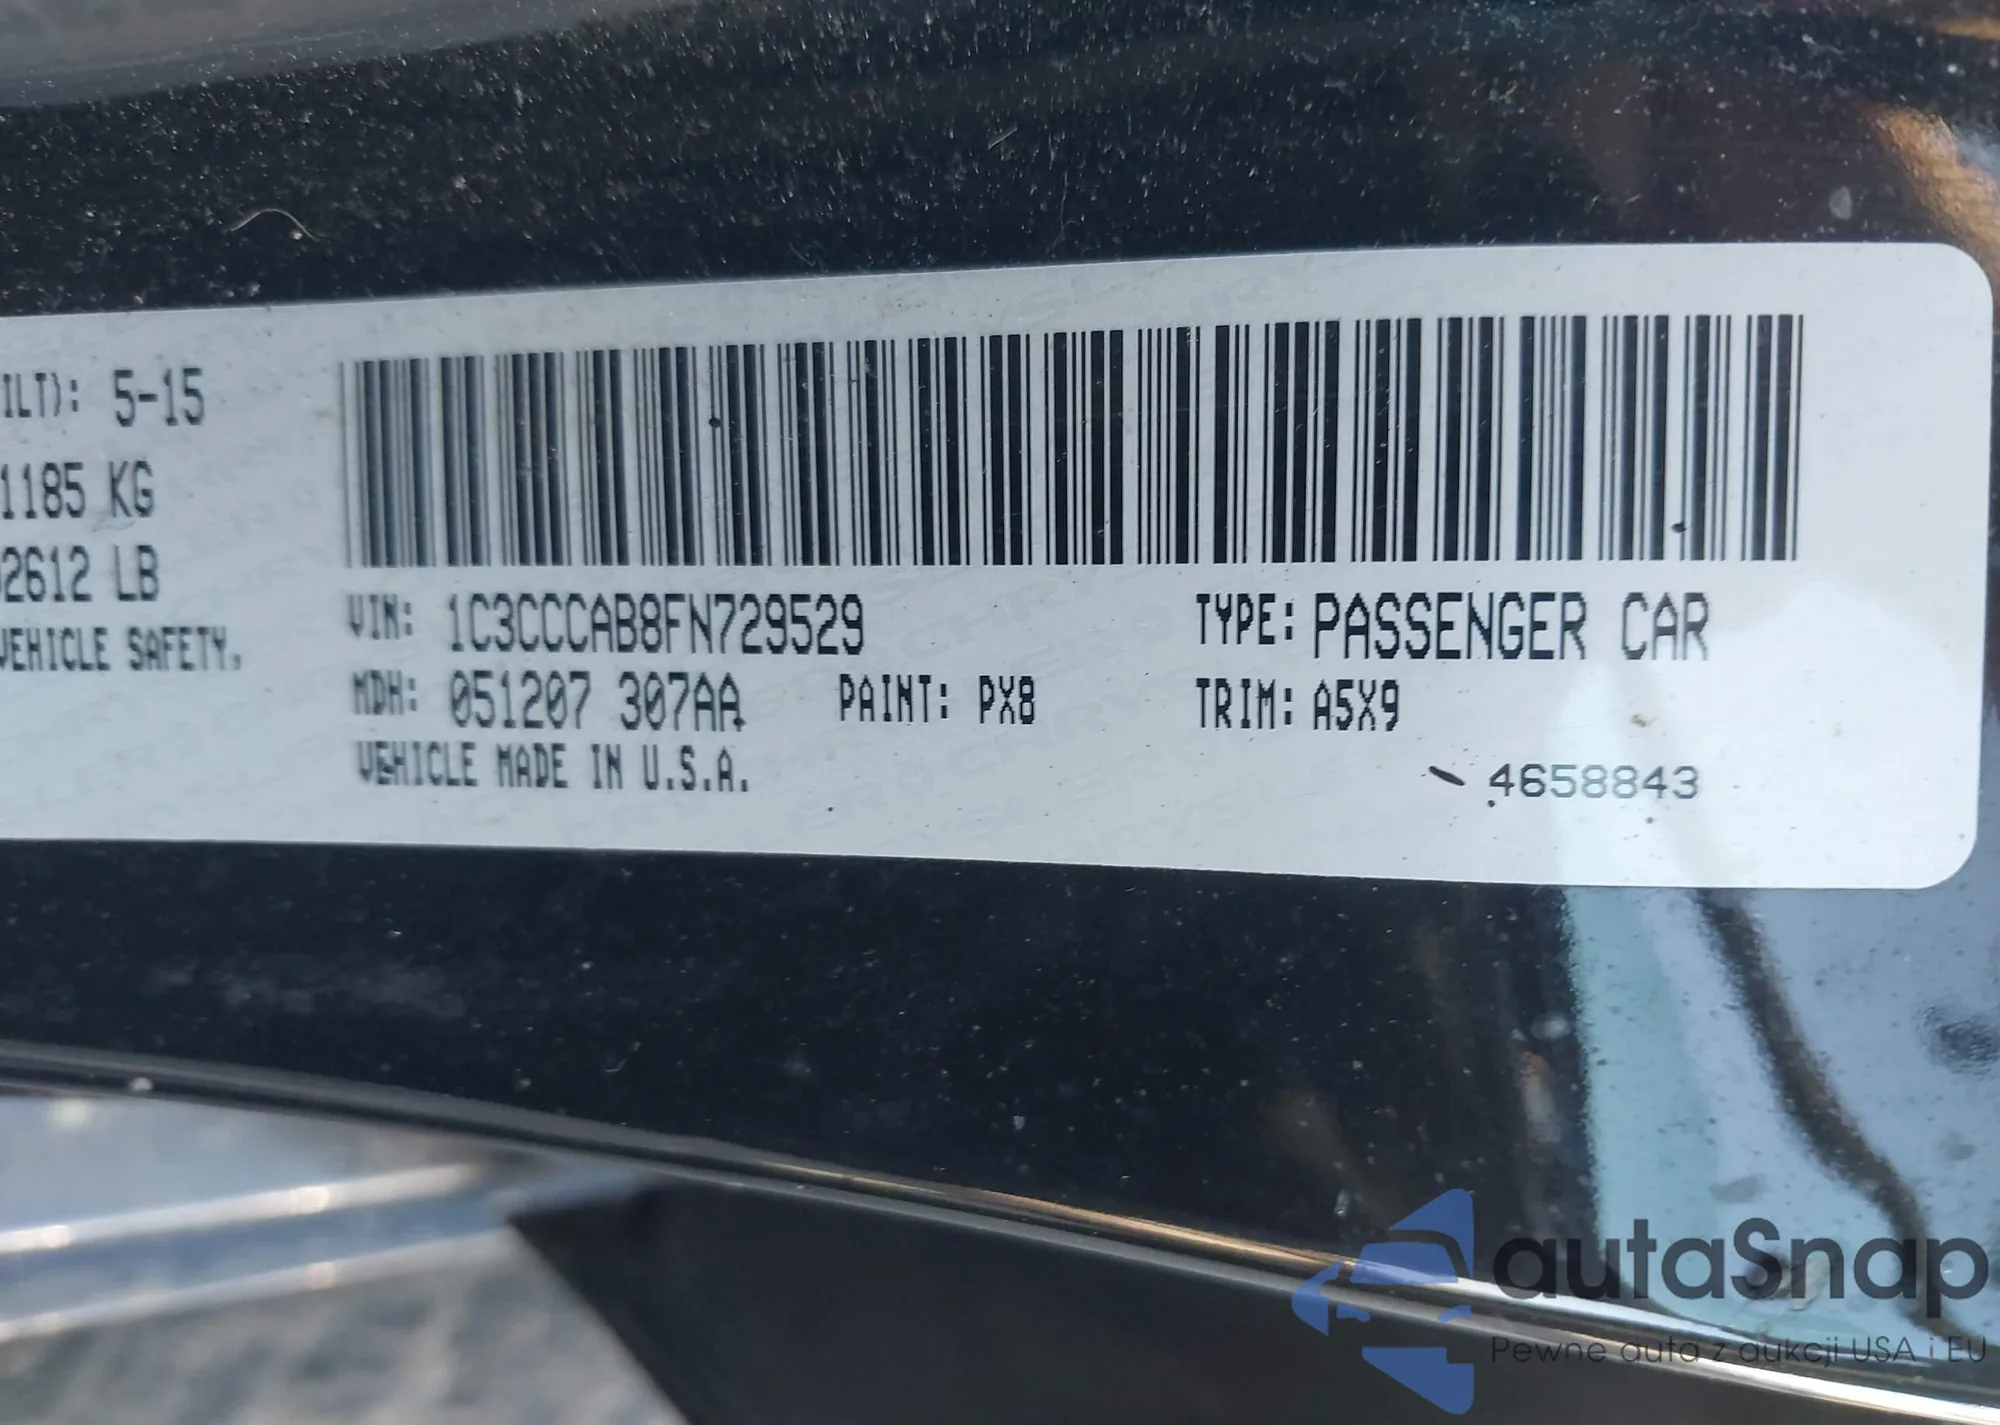 ILT): 5-15
1185 KG
2612 LB
VEHICLE SAFETY.
VIN: 1C3CCCAB8FN729529
TYPE: PASSENGER CAR
MDH: 051207 307AA
PAINT: PX8
TRIM: A5X9
VEHICLE MADE IN U.S.A.
4658843
autaSnap
Pewne auta z aukcji USA i EU